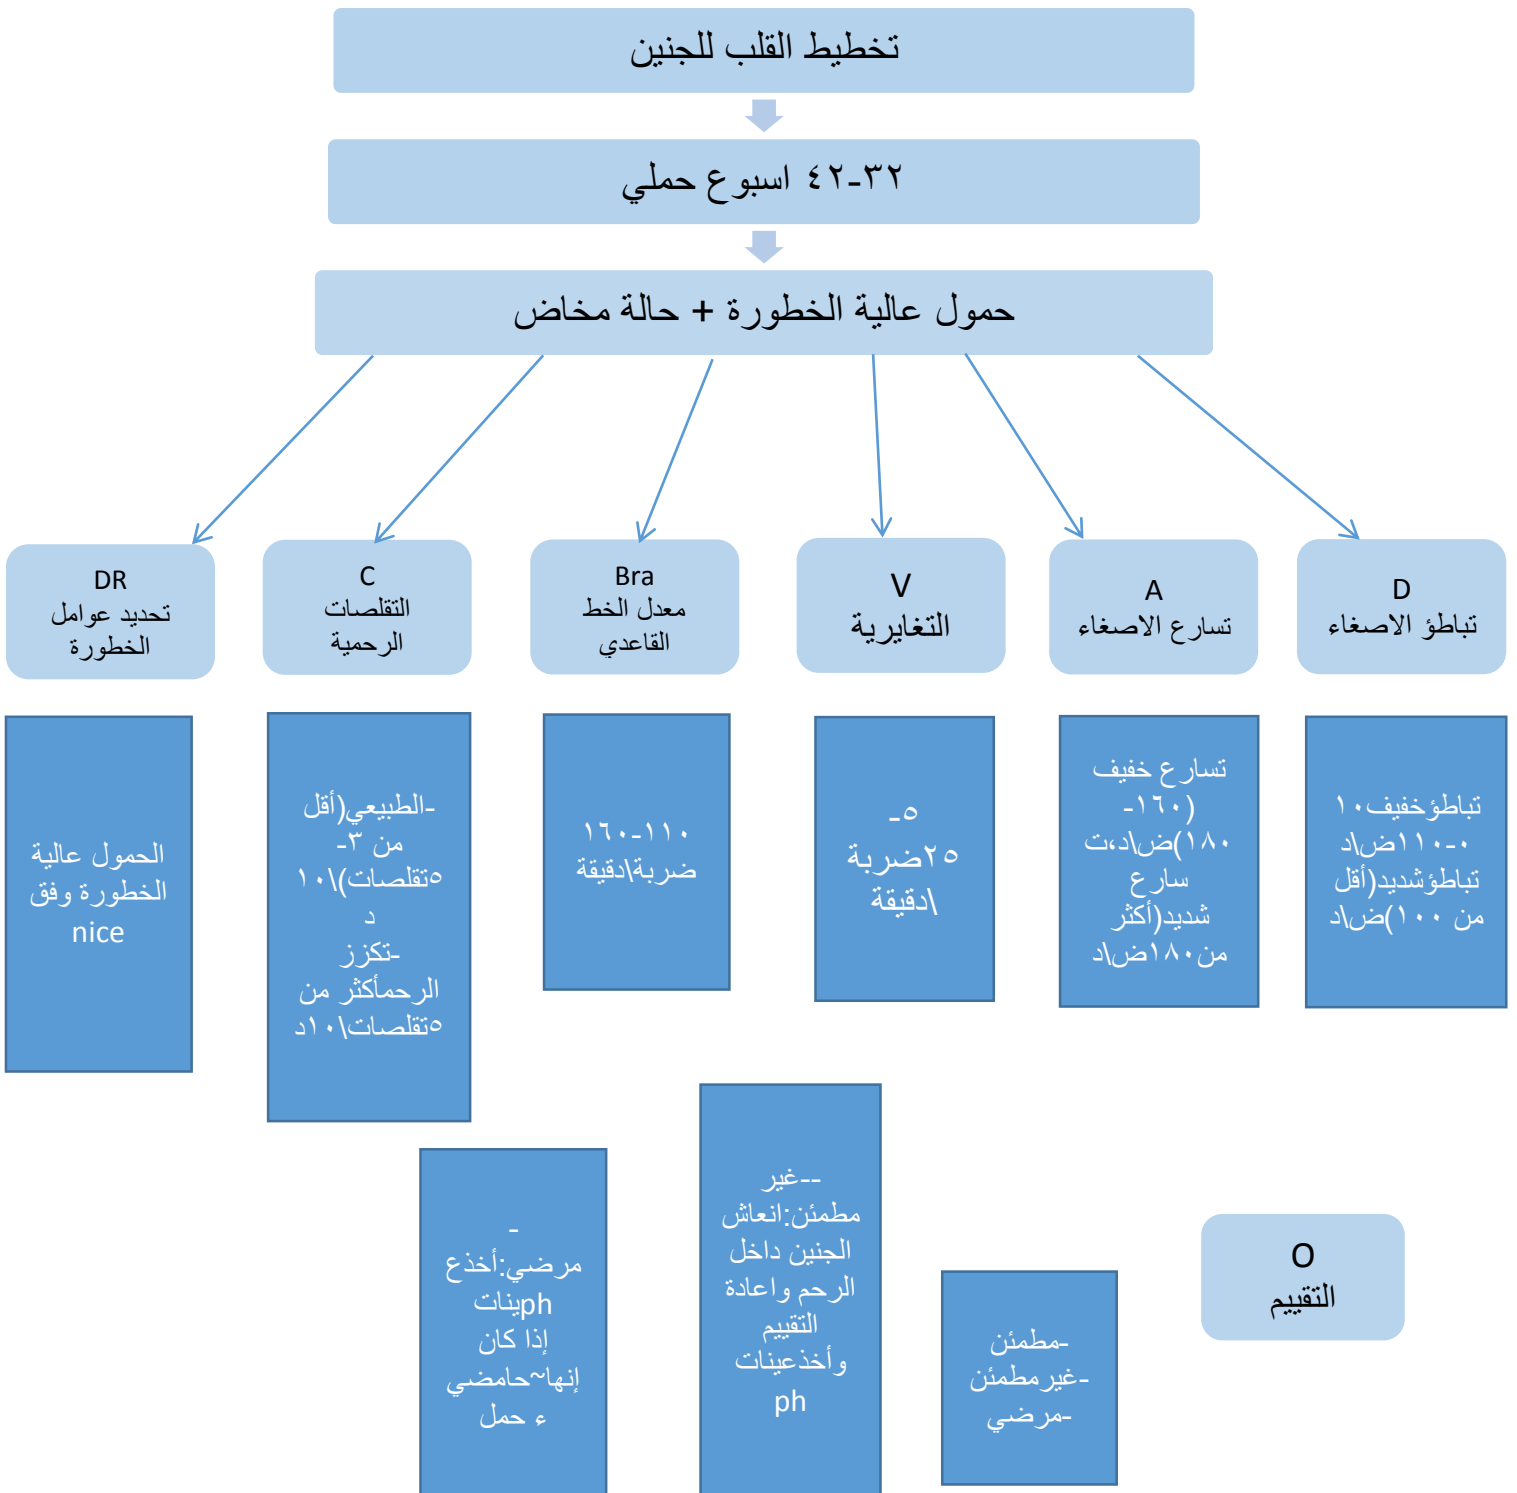 تخطيط القلب للجنين
٣٢-٤٢ اسبوع حملي
حمول عالية الخطورة + حالة مخاض
DR
تحديد عوامل
الخطورة
C
التقلصات
الرحمية
Bra
معدل الخط
القاعدي
V
التغايرية
A
تسارع الاصغاء
D
تباطؤ الاصغاء
الحمول عالية
الخطورة وفق
nice
-الطبيعي(أقل
من ٣-
٥تقلصات)\١٠
د
-تكزز
الرحمأكثر من
٥تقلصات\١٠د
١١٠-١٦٠
ضربة\دقيقة
٥-
٢٥ضربة
\دقيقة
تسارع خفيف
(١٦٠-
١٨٠)ض\د،ت
سارع
شديد(أكثر
من١٨٠ض\د
تباطؤخفيف١٠
٠-١١٠ض\د
تباطؤشديد(أقل
من ١٠٠)ض\د
-
مرضي:أخذع
phينات
إذا كان
إنها~حامضي
ء حمل
--غير
مطمئن:انعاش
الجنين داخل
الرحم واعادة
التقييم
وأخذعينات
ph
-مطمئن
-غيرمطمئن
-مرضي
O
التقييم